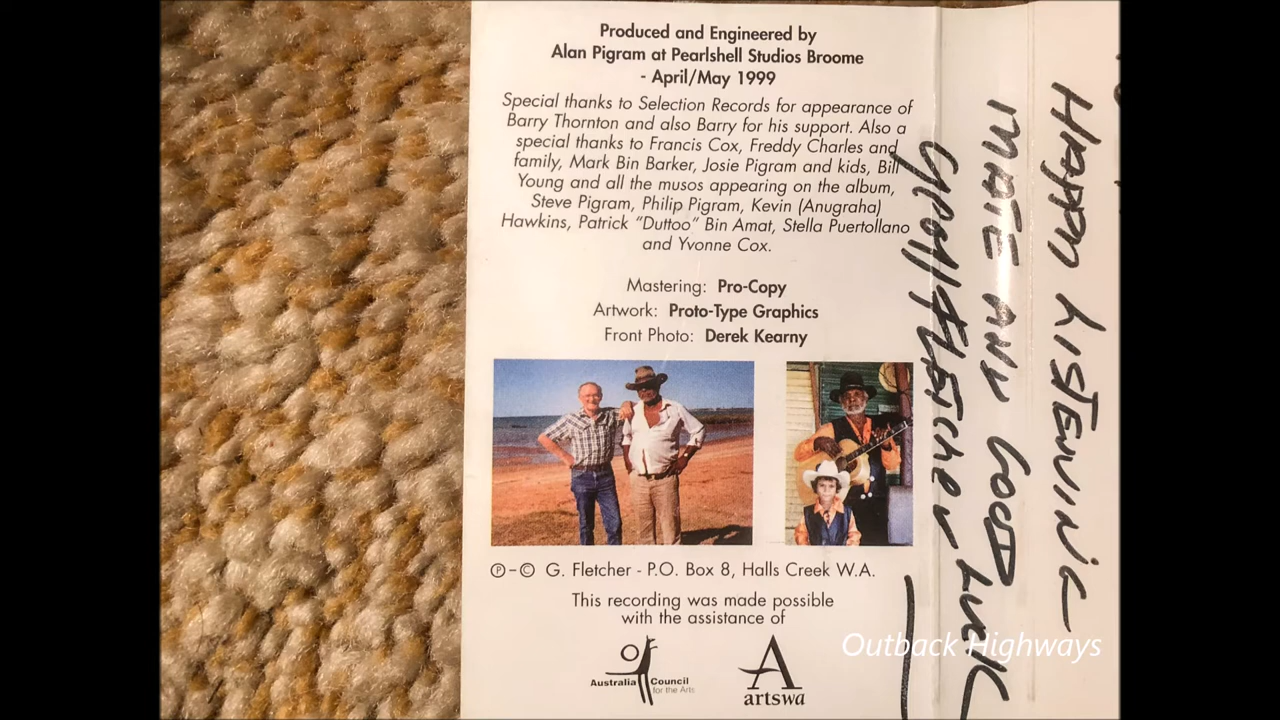 Produced and Engineered by
Alan Pigram at Pearlshell Studios Broome
- April/May 1999
Special thanks to Selection Records for appearance of
Barry Thornton and also Barry for his support. Also a
special thanks to Francis Cox, Freddy Charles and
family, Mark Bin Barker, Josie Pigram and kids, Bill
Young and all the musos appearing on the album,
Steve Pigram, Philip Pigram, Kevin (Anugraha)
Hawkins, Patrick "Duttoo" Bin Amat, Stella Puertollano
and Yvonne Cox.
Mastering: Pro-Copy
Artwork: Proto-Type Graphics
Front Photo: Derek Kearny
Ⓟ-© G. Fletcher - P.O. Box 8, Halls Creek W.A.
This recording was made possible
with the assistance of
Australia Council
for the Arts
artswa
HAPPY LISTENING
MATE AND GOOD
LUCK
Outback Highways